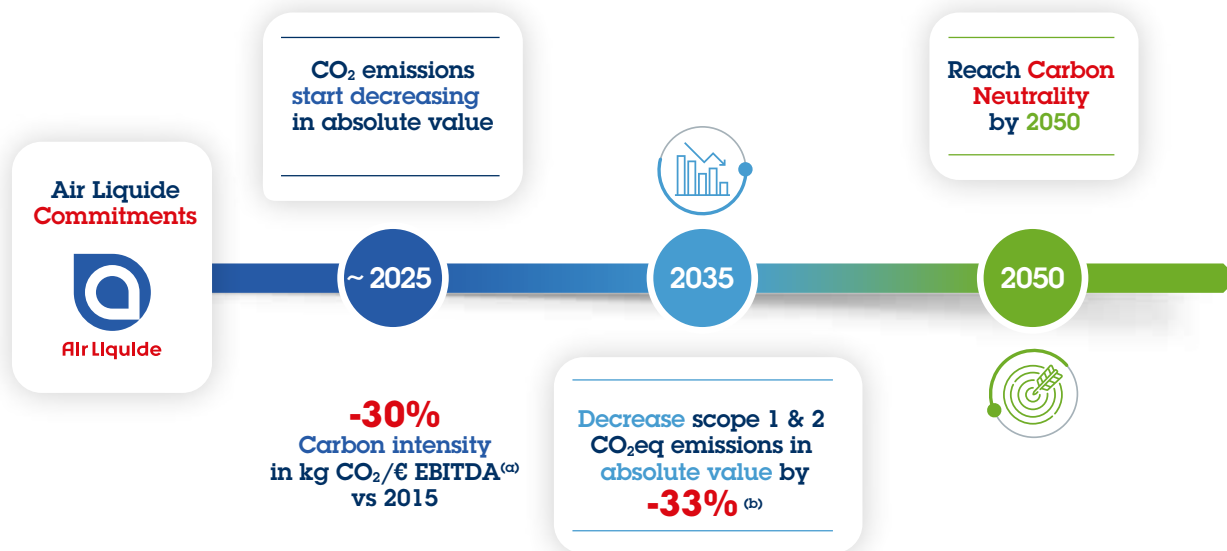 Air Liquide
Commitments
Air Liquide
CO₂ emissions
start decreasing
in absolute value
~ 2025
-30%
Carbon intensity
in kg CO₂/€ EBITDA⁽ᵃ⁾
vs 2015
2035
Decrease scope 1 & 2
CO₂eq emissions in
absolute value by
-33% ⁽ᵇ⁾
Reach Carbon
Neutrality
by 2050
2050